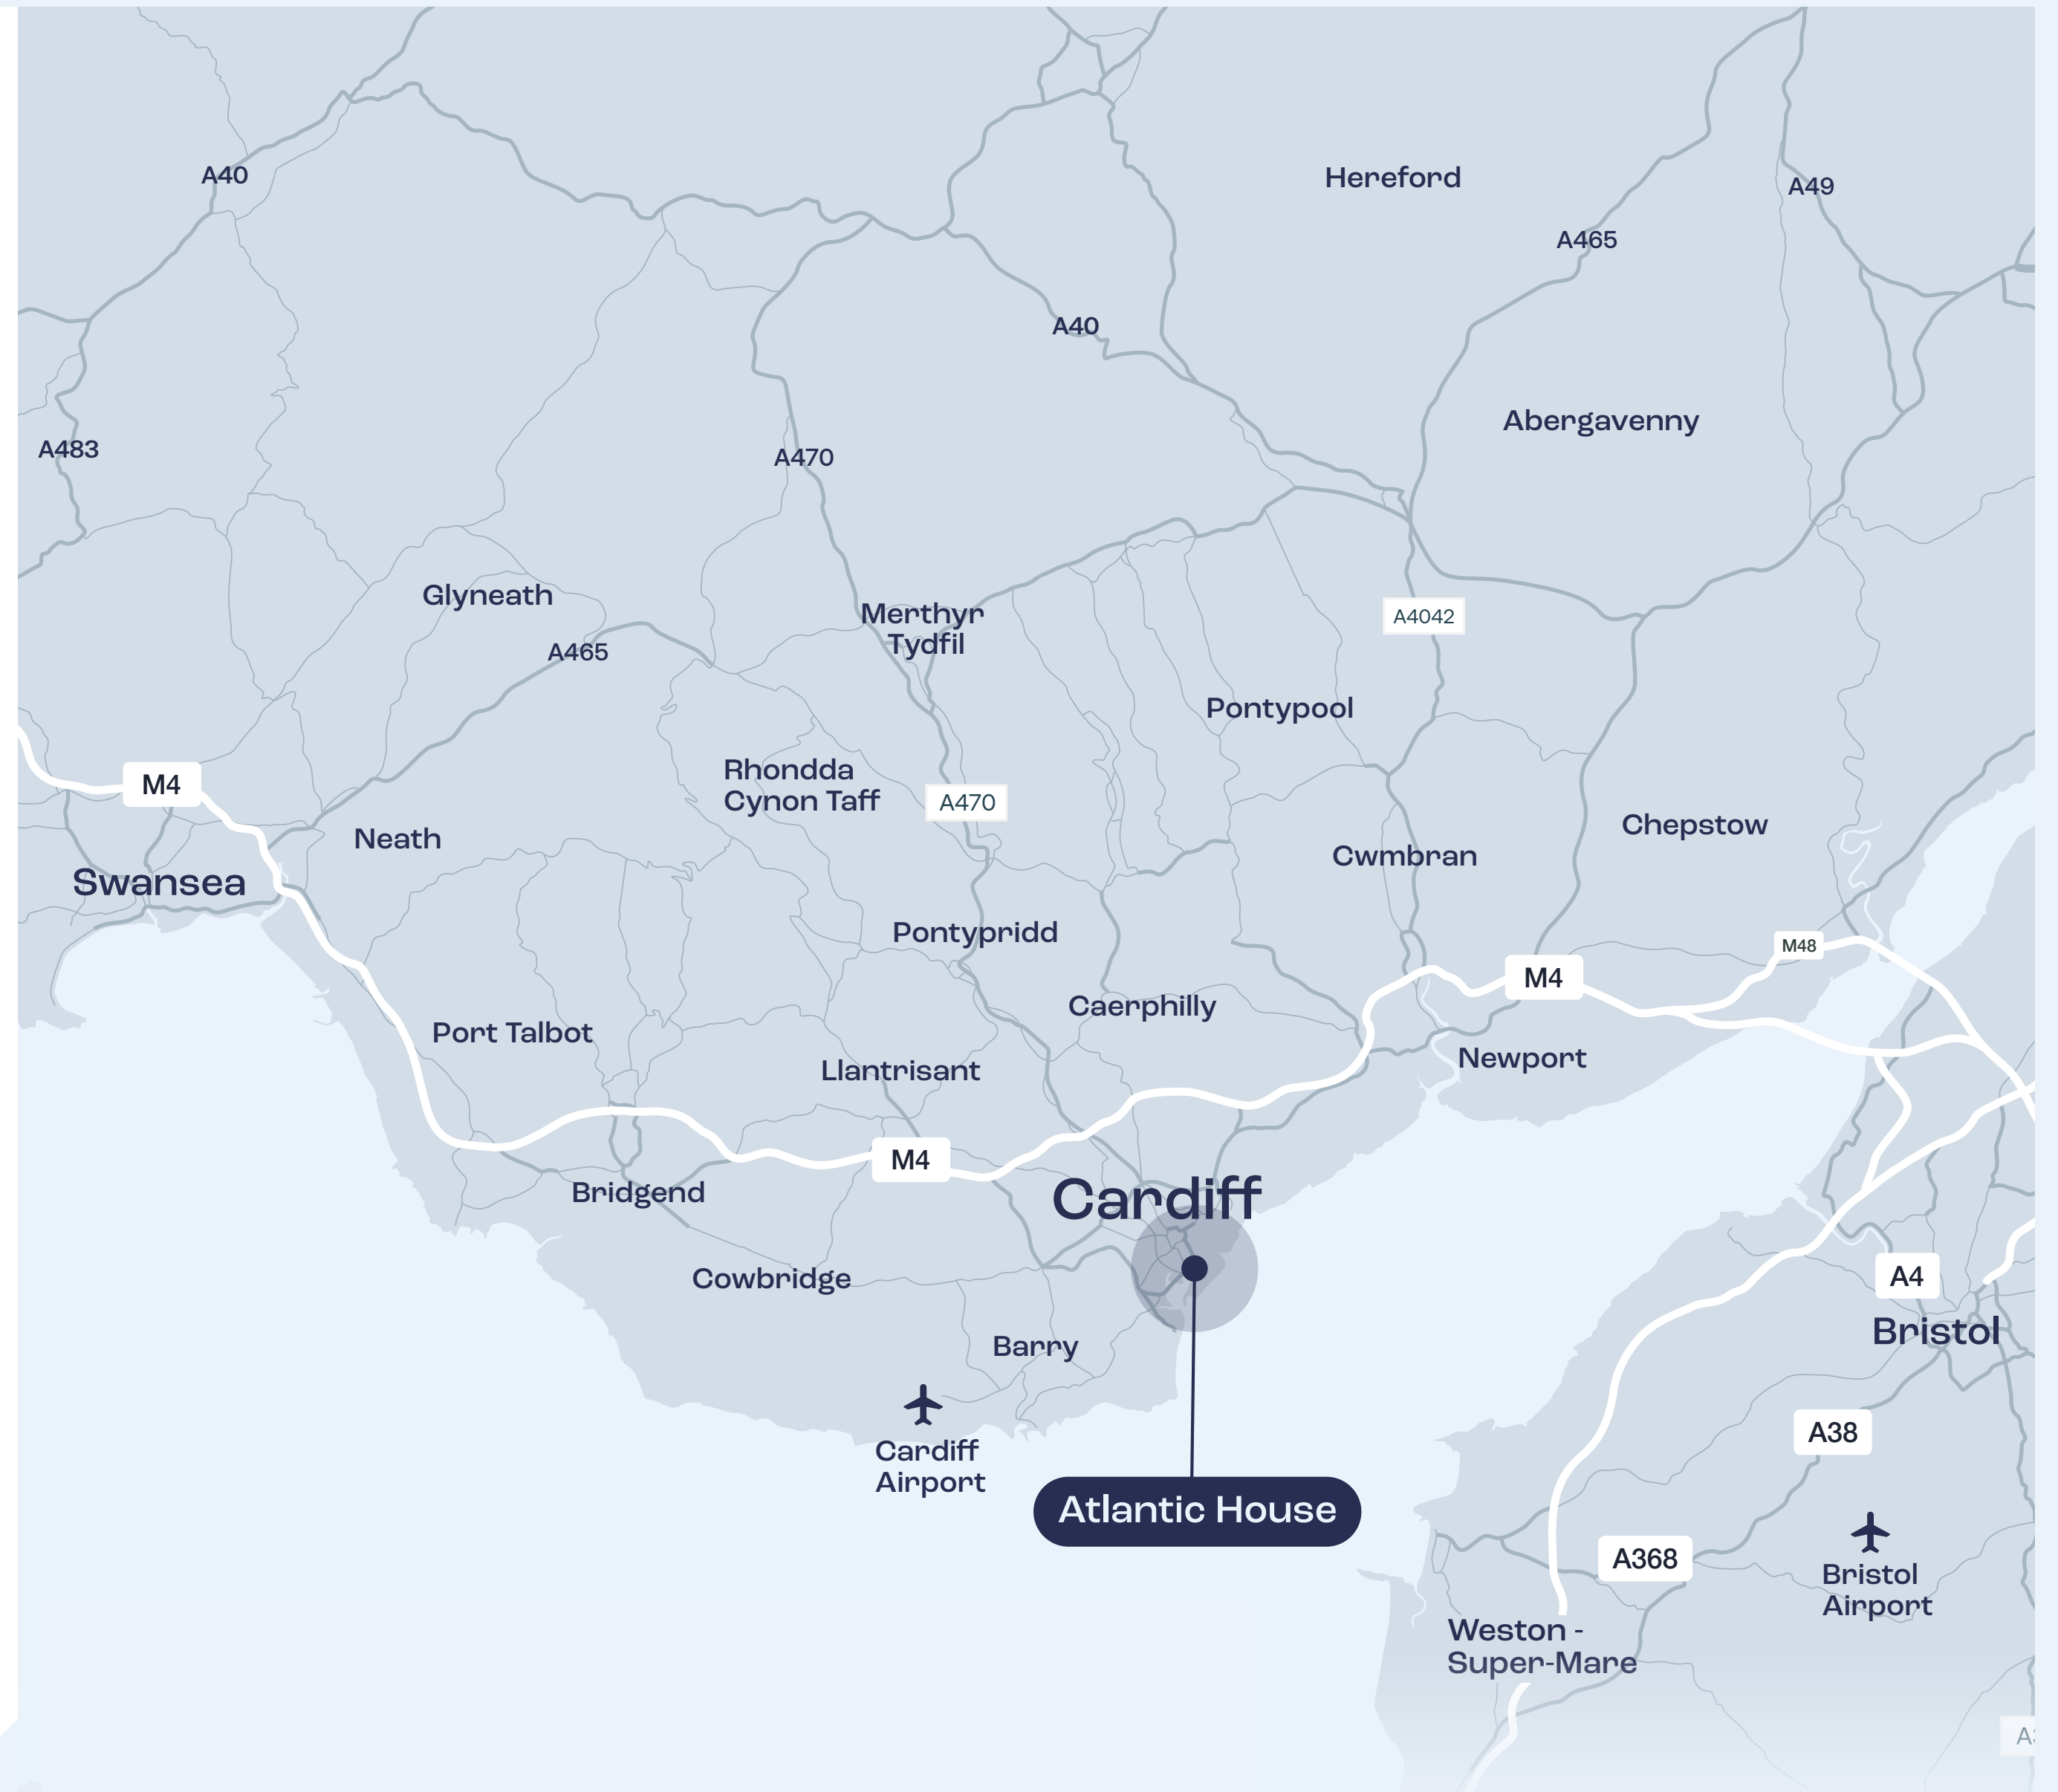 A40
Hereford
A49
A465
A40
Abergavenny
A483
A470
Glyneath
Merthyr
Tydfil
A4042
A465
Pontypool
Rhondda
Cynon Taff
M4
A470
Chepstow
Neath
Cwmbran
Swansea
Pontypridd
M48
M4
Caerphilly
Port Talbot
Newport
Llantrisant
M4
Bridgend
Cardiff
Cowbridge
A4
Bristol
Barry
A38
Cardiff
Airport
Atlantic House
A368
Bristol
Airport
Weston -
Super-Mare